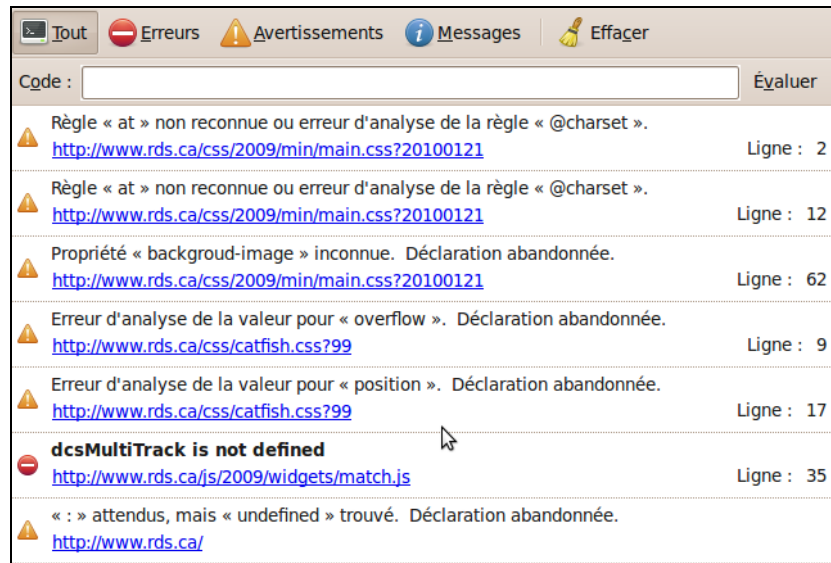 Tout Erreurs Avertissements Messages Effacer
Code : Évaluer
Règle « at » non reconnue ou erreur d'analyse de la règle « @charset ».
http://www.rds.ca/css/2009/min/main.css?20100121 Ligne : 2
Règle « at » non reconnue ou erreur d'analyse de la règle « @charset ».
http://www.rds.ca/css/2009/min/main.css?20100121 Ligne : 12
Propriété « backgroud-image » inconnue. Déclaration abandonnée.
http://www.rds.ca/css/2009/min/main.css?20100121 Ligne : 62
Erreur d'analyse de la valeur pour « overflow ». Déclaration abandonnée.
http://www.rds.ca/css/catfish.css?99 Ligne : 9
Erreur d'analyse de la valeur pour « position ». Déclaration abandonnée.
http://www.rds.ca/css/catfish.css?99 Ligne : 17
dcsMultiTrack is not defined
http://www.rds.ca/js/2009/widgets/match.js Ligne : 35
« : » attendus, mais « undefined » trouvé. Déclaration abandonnée.
http://www.rds.ca/